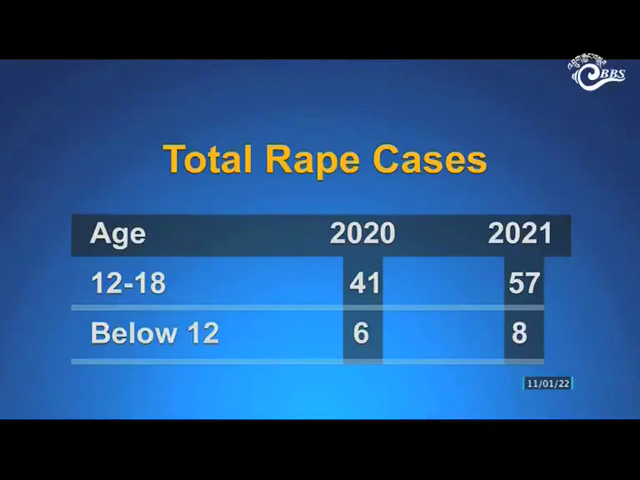 BBS
Total Rape Cases
Age 2020 2021
12-18 41 57
Below 12 6 8
11/01/22